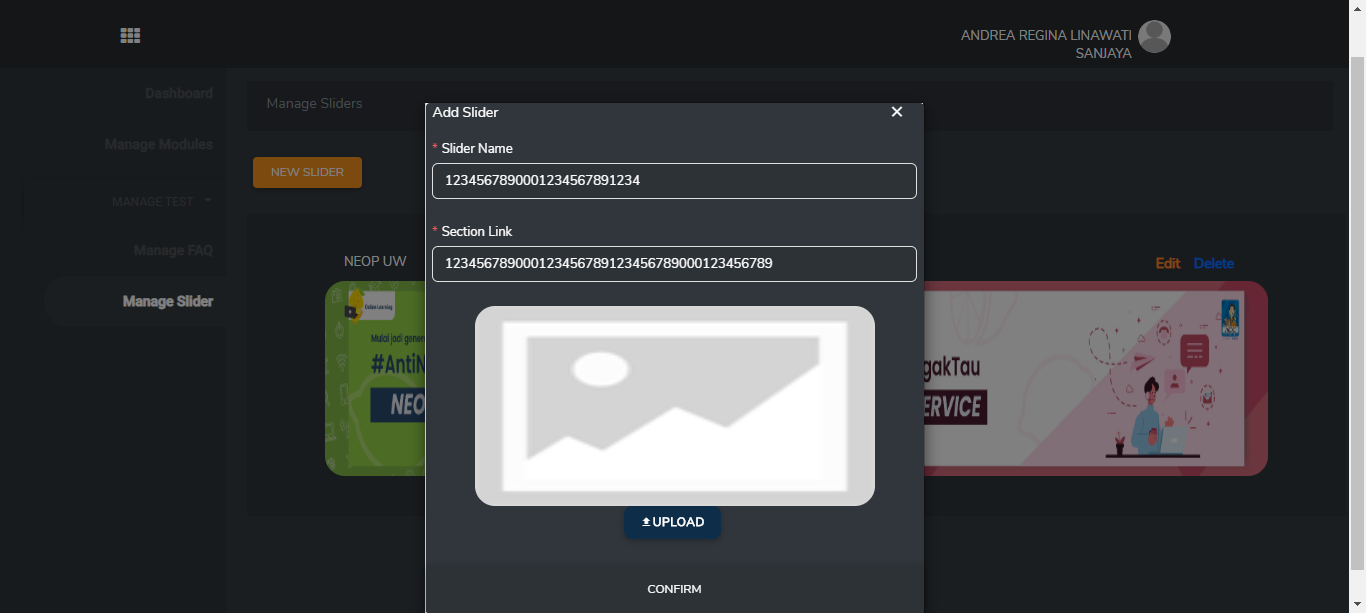 ANDREA REGINA LINAWATI
SANJAYA
Dashboard
Manage Modules
MANAGE TEST
Manage FAQ
Manage Slider
Manage Sliders
NEW SLIDER
NEOP UW
Edit Delete
Online Learning
Mulai jadi gener
#AntiN
NEO
gakTau
ERVICE
Add Slider
* Slider Name
1234567890001234567891234
* Section Link
1234567890001234567891234567890​00123456789
UPLOAD
CONFIRM